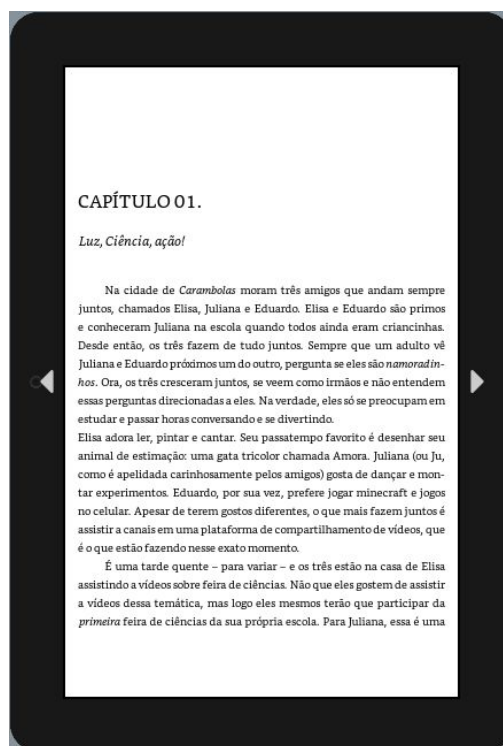 CAPÍTULO 01.
Luz, Ciência, ação!
Na cidade de Carambolas moram três amigos que andam sempre
juntos, chamados Elisa, Juliana e Eduardo. Elisa e Eduardo são primos
e conheceram Juliana na escola quando todos ainda eram criancinhas.
Desde então, os três fazem de tudo juntos. Sempre que um adulto vê
Juliana e Eduardo próximos um do outro, pergunta se eles são namoradin-
hos. Ora, os três cresceram juntos, se veem como irmãos e não entendem
essas perguntas direcionadas a eles. Na verdade, eles só se preocupam em
estudar e passar horas conversando e se divertindo.
Elisa adora ler, pintar e cantar. Seu passatempo favorito é desenhar seu
animal de estimação: uma gata tricolor chamada Amora. Juliana (ou Ju,
como é apelidada carinhosamente pelos amigos) gosta de dançar e mon-
tar experimentos. Eduardo, por sua vez, prefere jogar minecraft e jogos
no celular. Apesar de terem gostos diferentes, o que mais fazem juntos é
assistir a canais em uma plataforma de compartilhamento de vídeos, que
é o que estão fazendo nesse exato momento.
É uma tarde quente – para variar – e os três estão na casa de Elisa
assistindo a vídeos sobre feira de ciências. Não que eles gostem de assistir
a vídeos dessa temática, mas logo eles mesmos terão que participar da
primeira feira de ciências da sua própria escola. Para Juliana, essa é uma